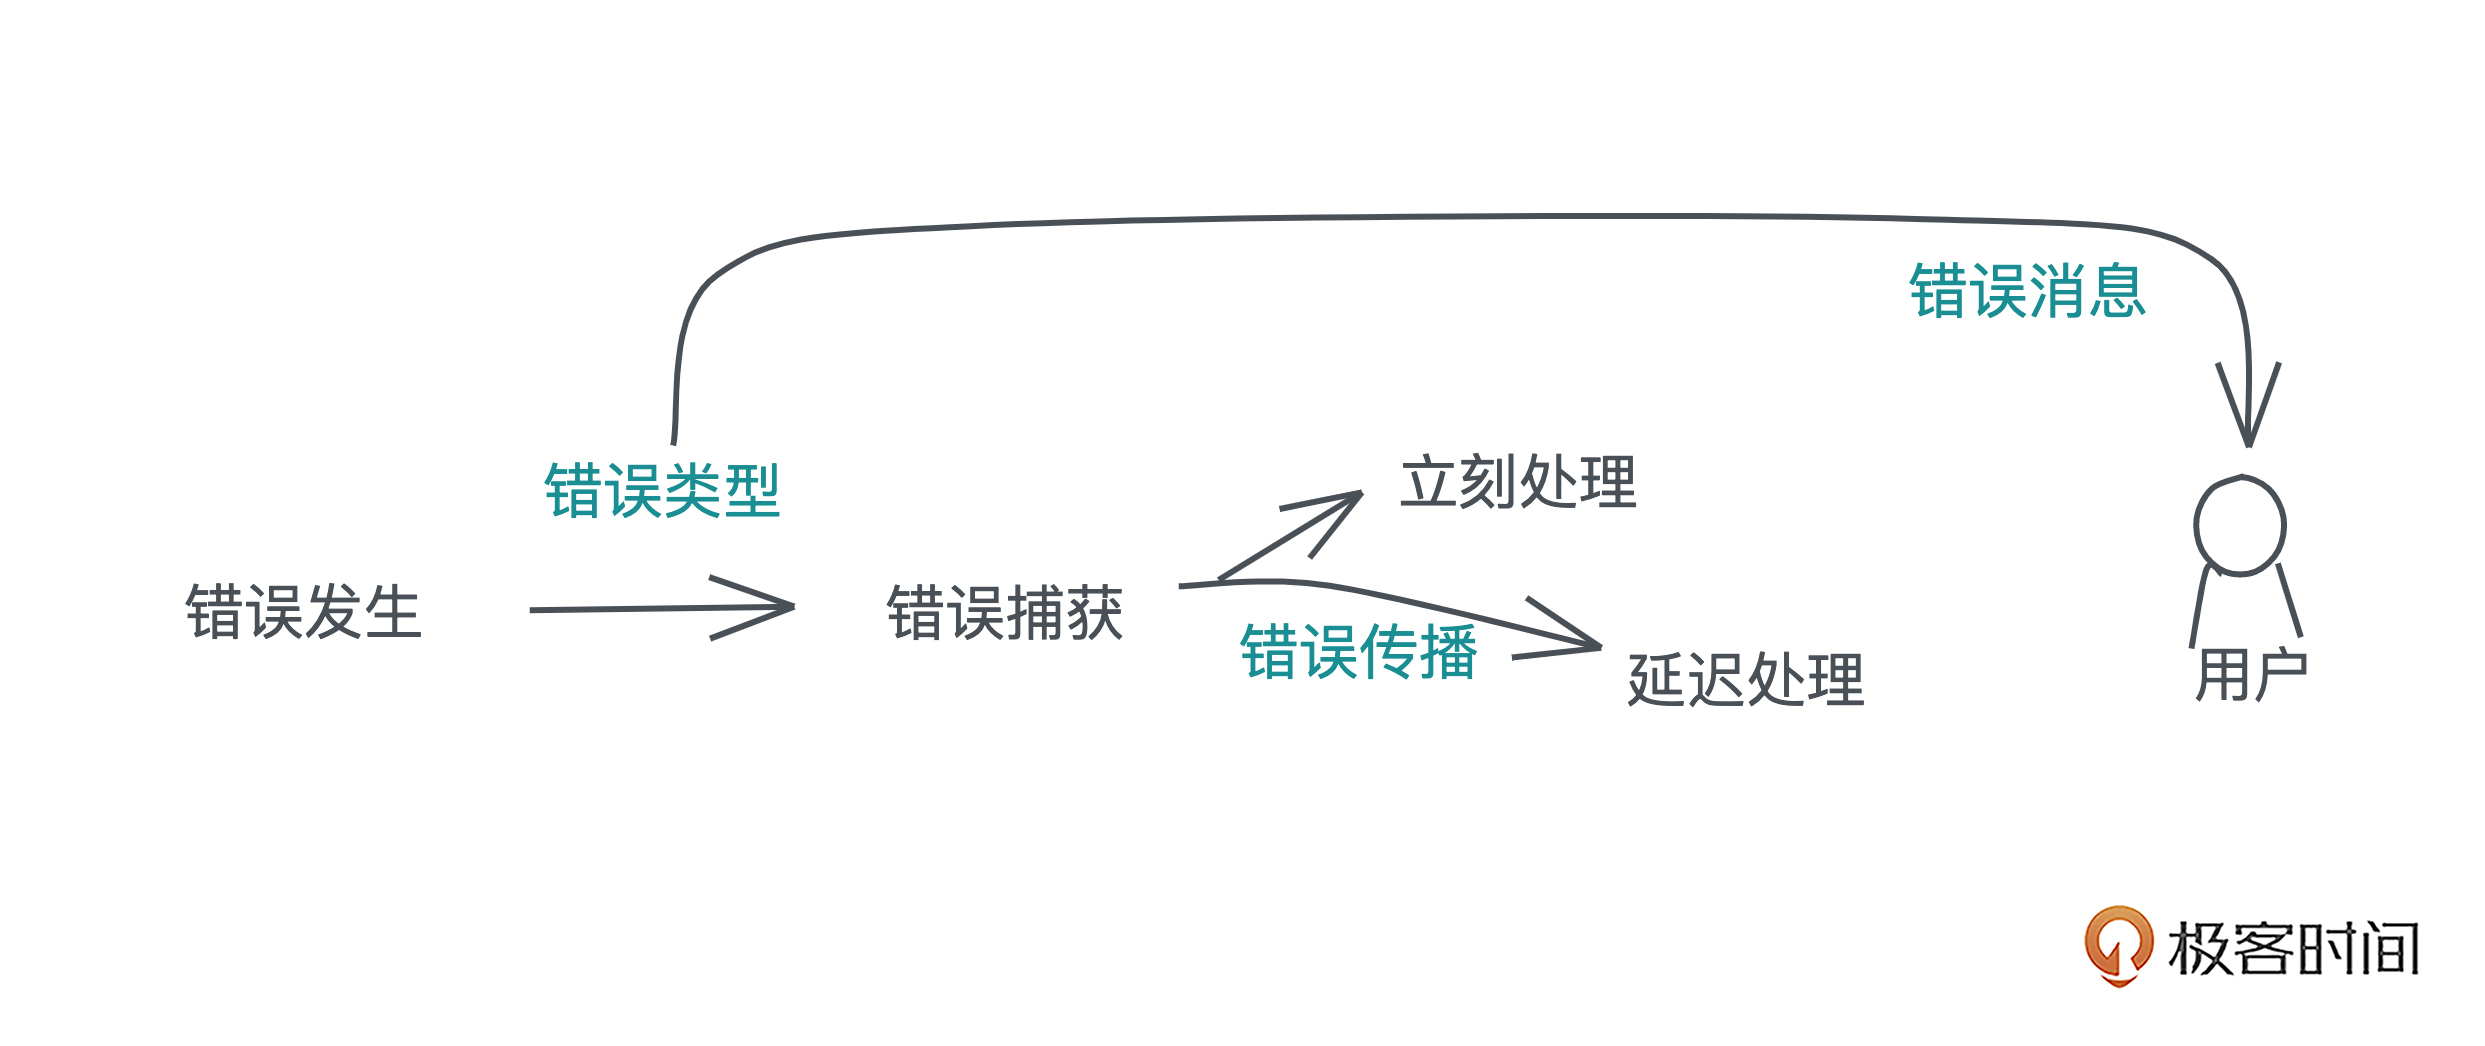 错误消息
错误类型
立刻处理
错误发生
错误捕获
错误传播
延迟处理
用户
极客时间